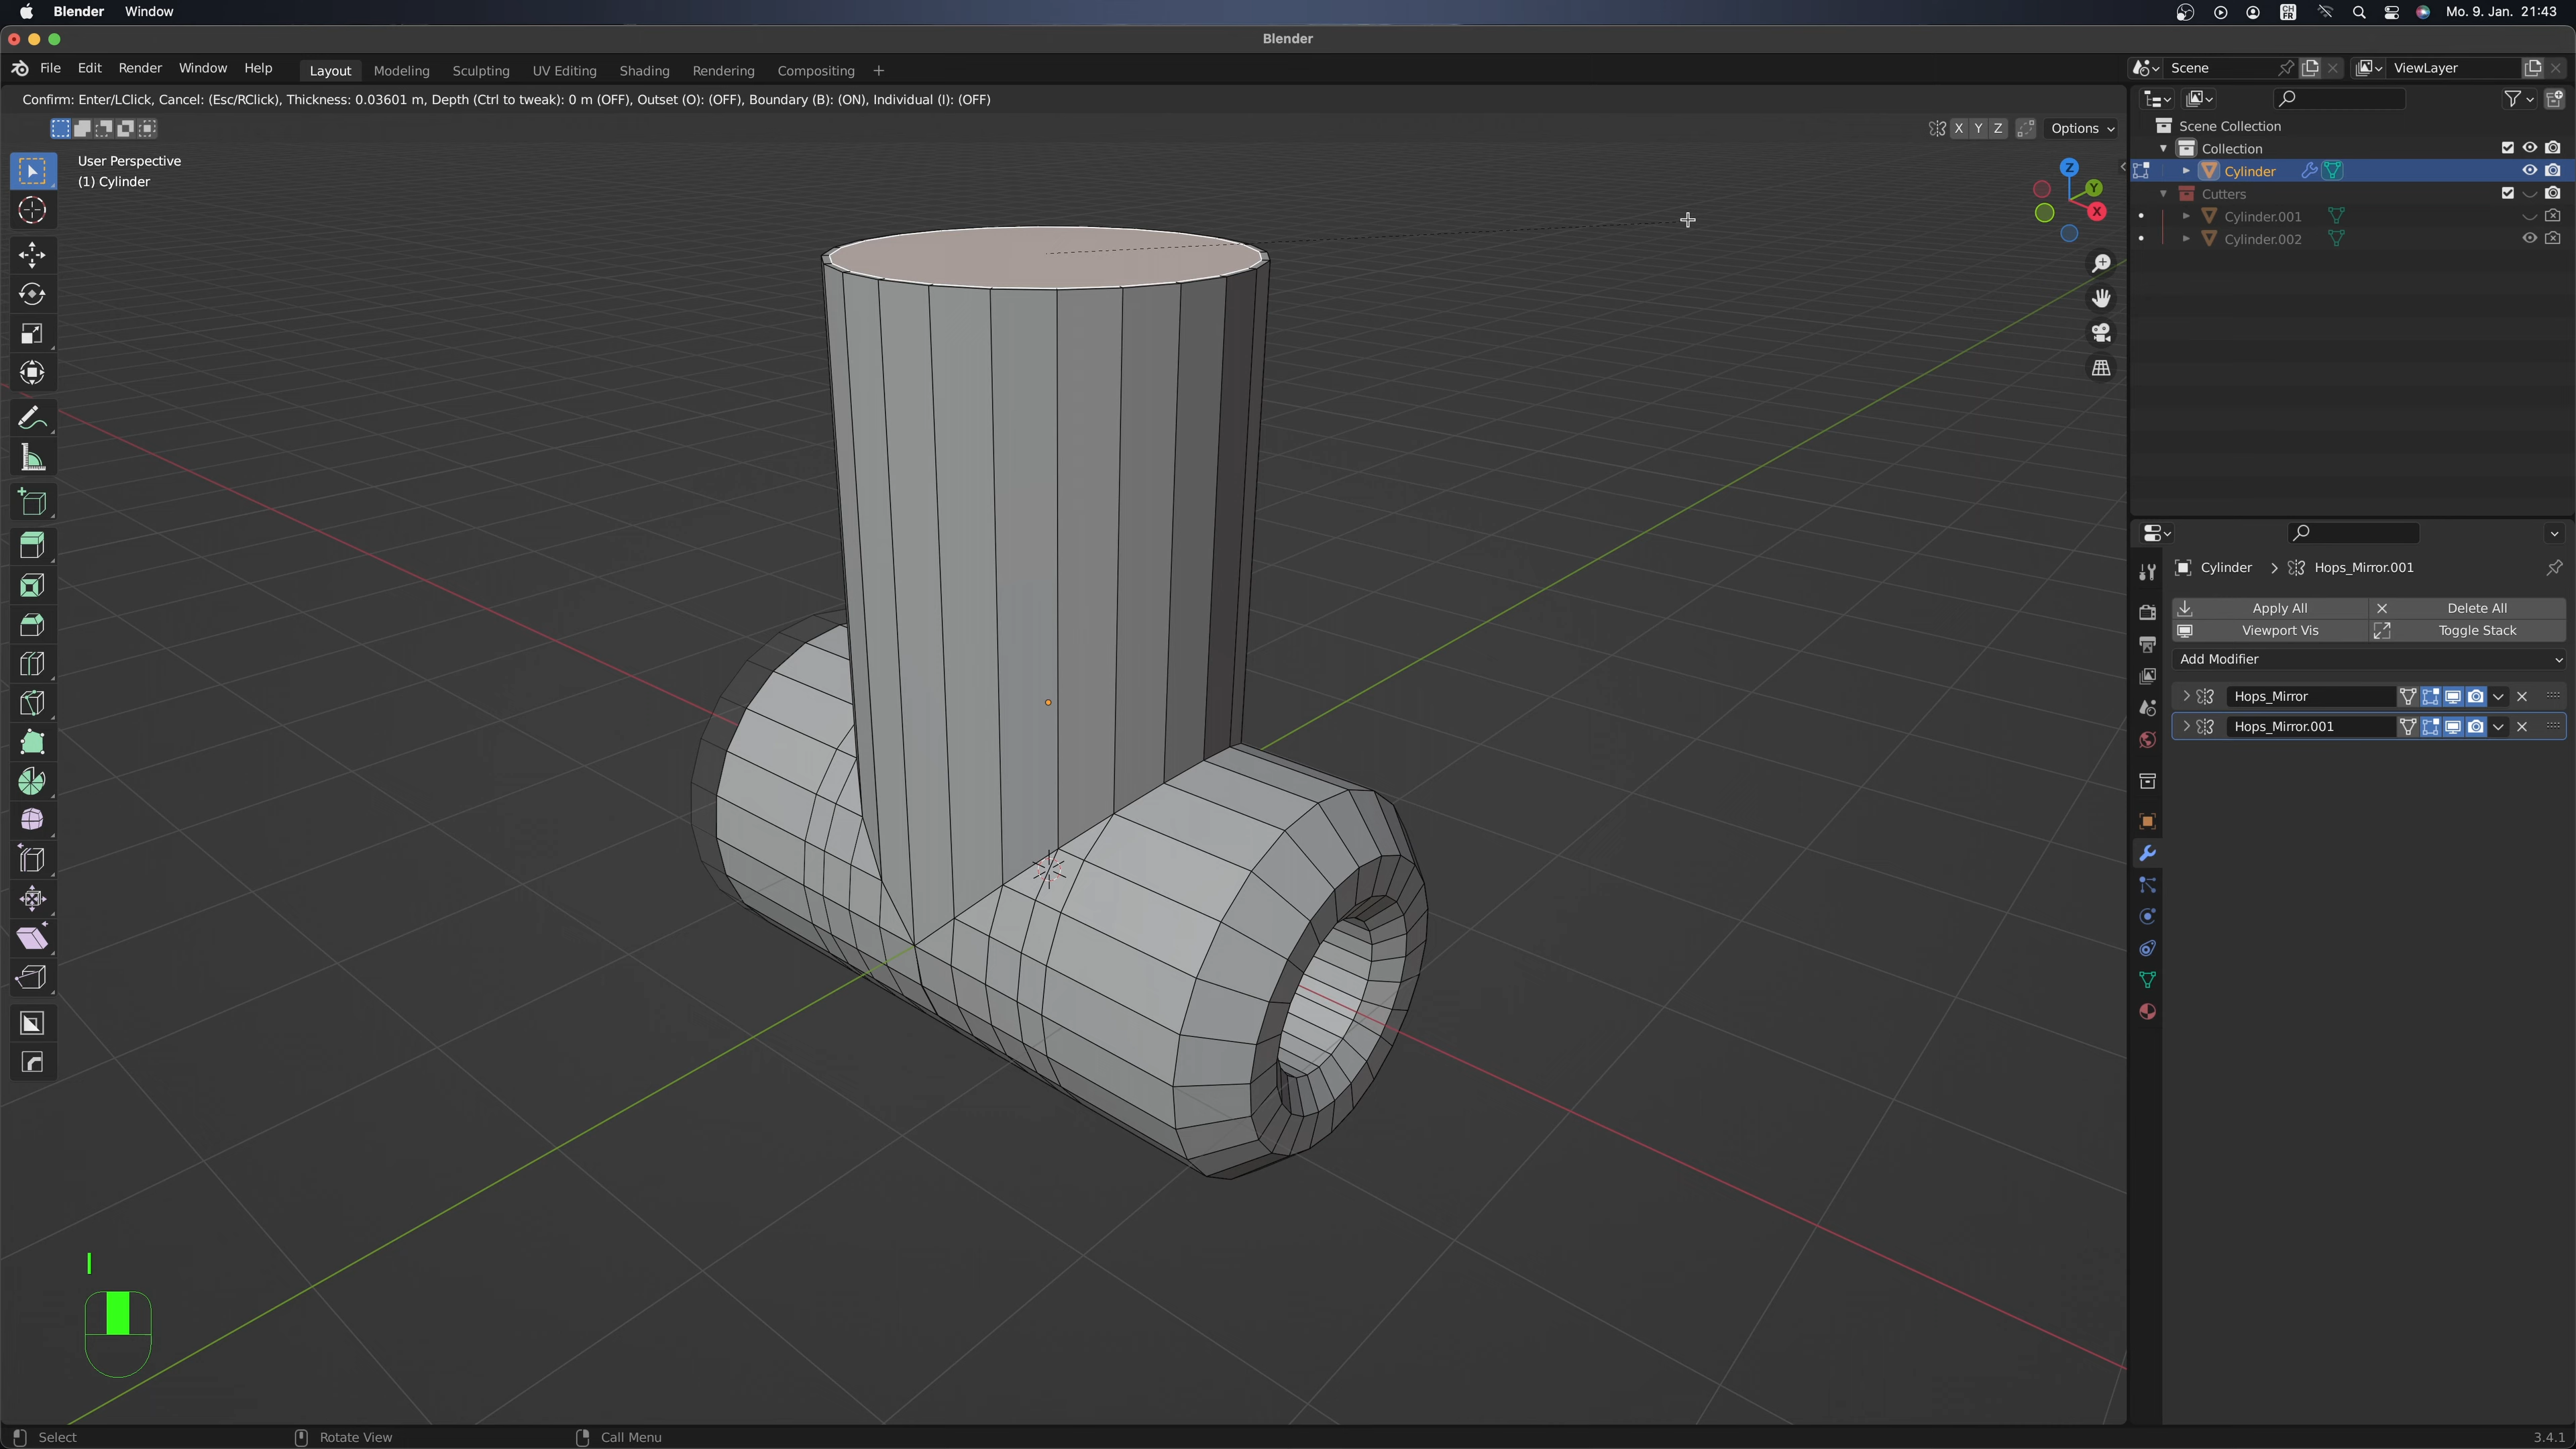 Blender Window
CH
FR
Mo. 9. Jan. 21:43
Blender
File Edit Render Window Help Layout Modeling Sculpting UV Editing Shading Rendering Compositing + Scene ViewLayer
Confirm: Enter/LClick, Cancel: (Esc/RClick), Thickness: 0.03601 m, Depth (Ctrl to tweak): 0 m (OFF), Outset (O): (OFF), Boundary (B): (ON), Individual (I): (OFF)
X Y Z Options
User Perspective
(1) Cylinder
Z
Y
X
Scene Collection
Collection
Cylinder
Cutters
Cylinder.001
Cylinder.002
Cylinder > Hops_Mirror.001
Apply All Delete All
Viewport Vis Toggle Stack
Add Modifier
Hops_Mirror
Hops_Mirror.001
I
Select Rotate View Call Menu 3.4.1